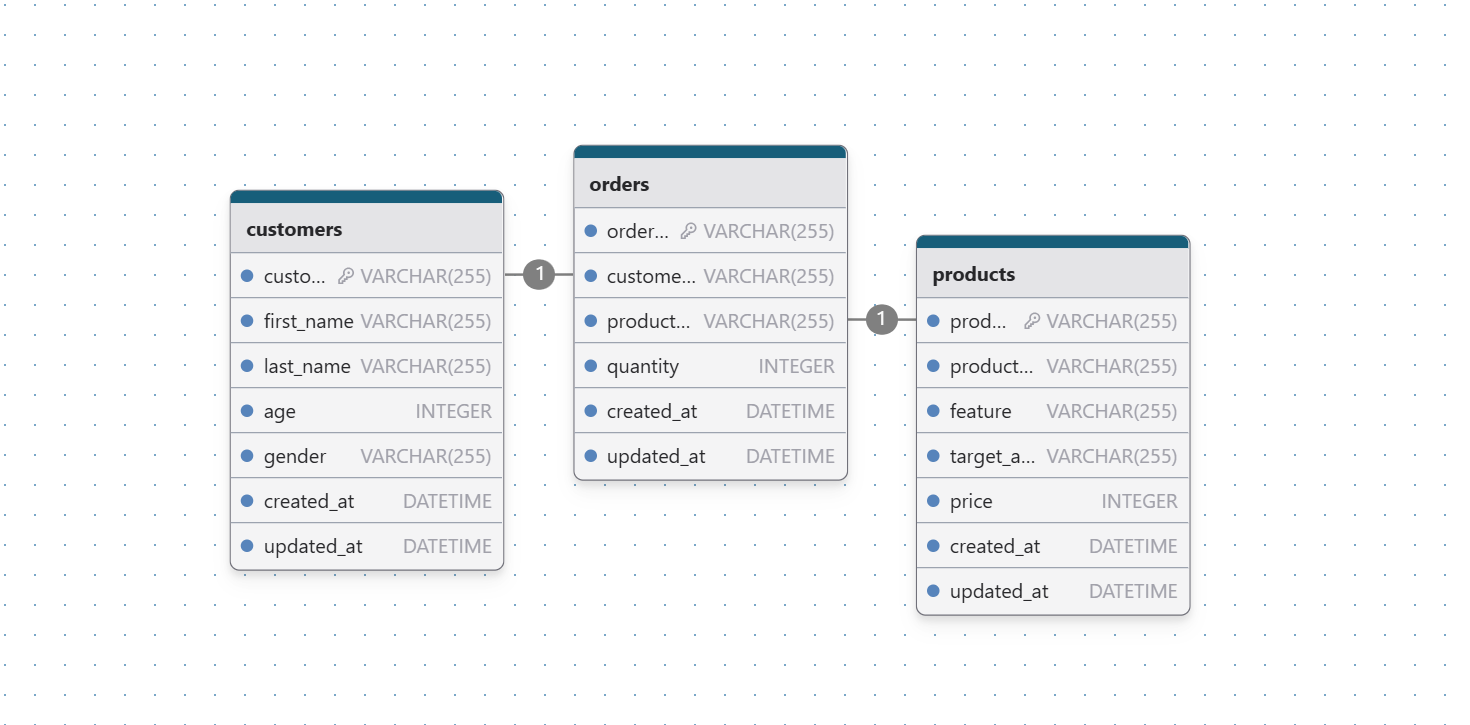 customers
custo... VARCHAR(255)
first_name VARCHAR(255)
last_name VARCHAR(255)
age INTEGER
gender VARCHAR(255)
created_at DATETIME
updated_at DATETIME
1
orders
order... VARCHAR(255)
custome... VARCHAR(255)
product... VARCHAR(255)
quantity INTEGER
created_at DATETIME
updated_at DATETIME
1
products
prod... VARCHAR(255)
product... VARCHAR(255)
feature VARCHAR(255)
target_a... VARCHAR(255)
price INTEGER
created_at DATETIME
updated_at DATETIME